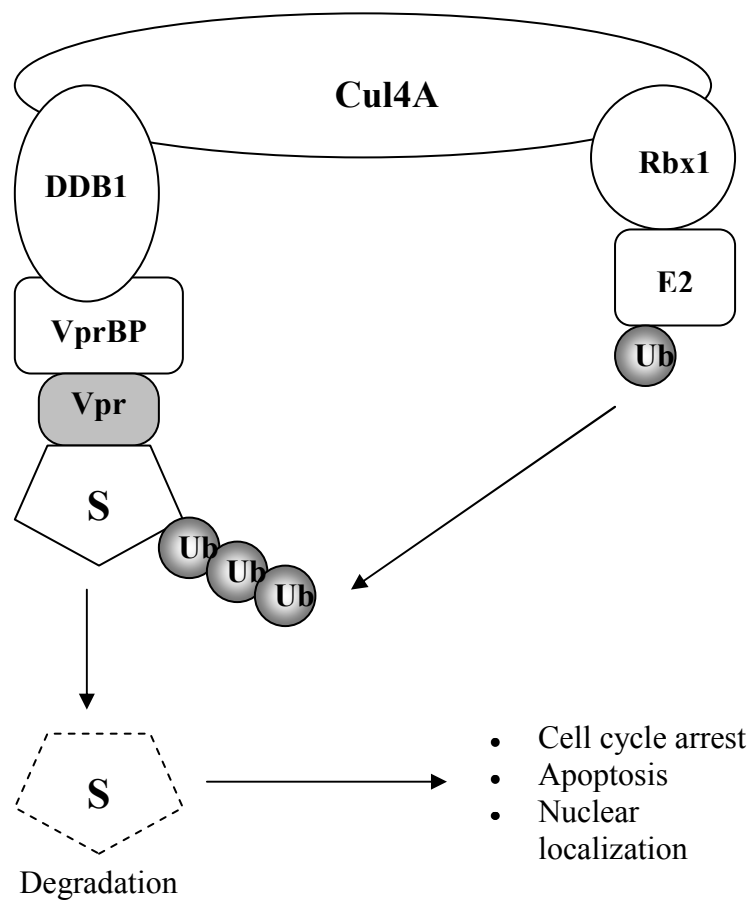 Cul4A
DDB1
Rbx1
VprBP
E2
Vpr
Ub
S
Ub
Ub
Ub
S
Degradation
• Cell cycle arrest
• Apoptosis
• Nuclear
localization